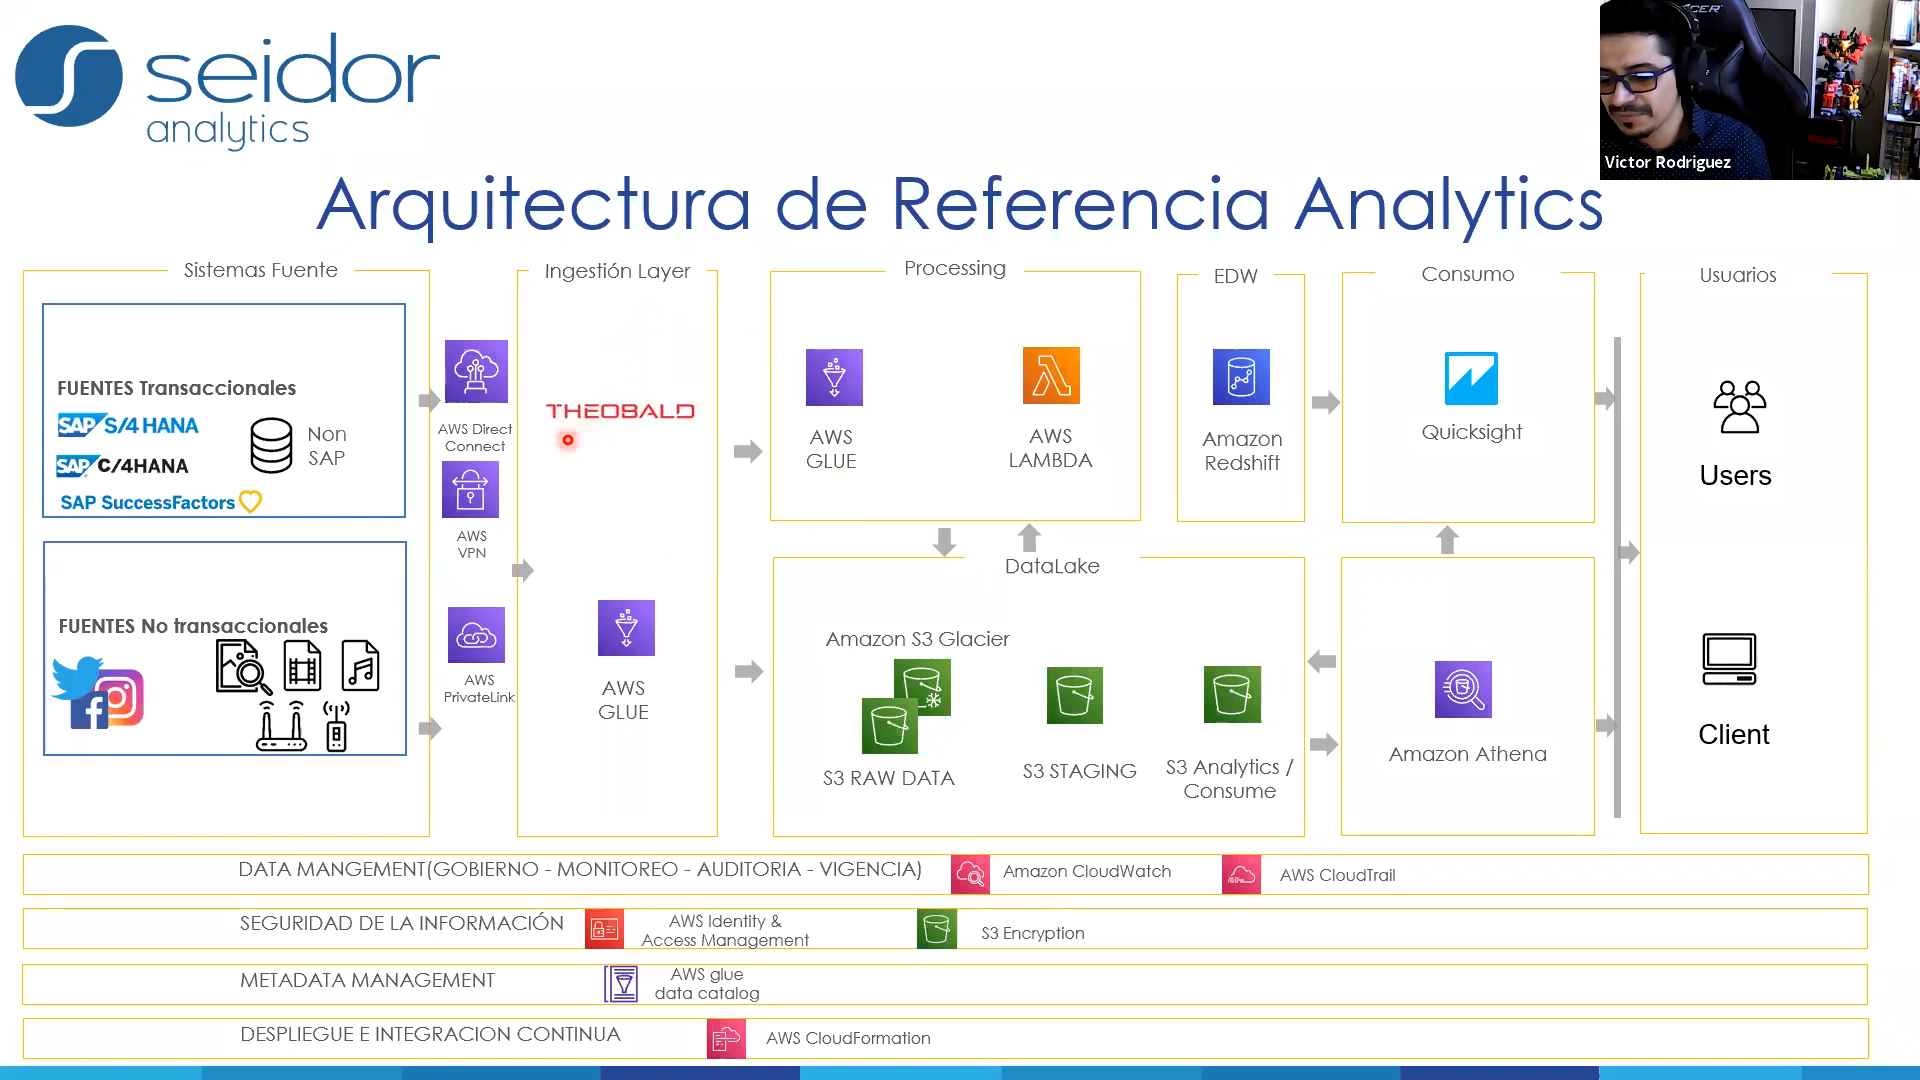 seidor
analytics
Victor Rodriguez
Arquitectura de Referencia Analytics
Sistemas Fuente
FUENTES Transaccionales
SAP S/4HANA
SAP C/4HANA
SAP SuccessFactors
Non
SAP
FUENTES No transaccionales
AWS Direct
Connect
AWS
VPN
AWS
PrivateLink
Ingestión Layer
THEOBALD
AWS
GLUE
Processing
AWS
GLUE
AWS
LAMBDA
EDW
Amazon
Redshift
Consumo
Quicksight
Usuarios
Users
Client
DataLake
Amazon S3 Glacier
S3 RAW DATA
S3 STAGING
S3 Analytics /
Consume
Amazon Athena
DATA MANGEMENT(GOBIERNO - MONITOREO - AUDITORIA - VIGENCIA)
Amazon CloudWatch
AWS CloudTrail
SEGURIDAD DE LA INFORMACIÓN
AWS Identity &
Access Management
S3 Encryption
METADATA MANAGEMENT
AWS glue
data catalog
DESPLIEGUE E INTEGRACION CONTINUA
AWS CloudFormation